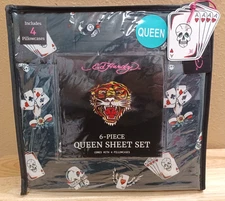 Includes
4
Pillowcases
QUEEN
Ed Hardy
6-PIECE
QUEEN SHEET SET